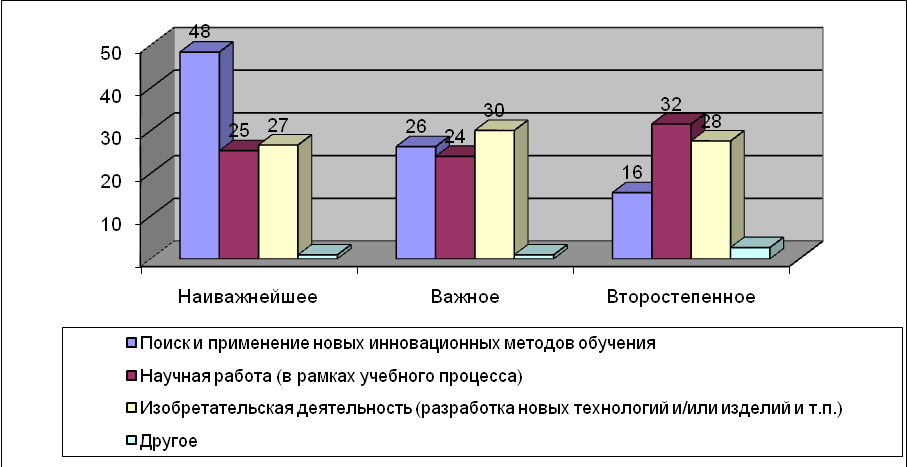 50
40
30
20
10
48
25
27
26
24
30
16
32
28
Наиважнейшее
Важное
Второстепенное
Поиск и применение новых инновационных методов обучения
Научная работа (в рамках учебного процесса)
Изобретательская деятельность (разработка новых технологий и/или изделий и т.п.)
Другое